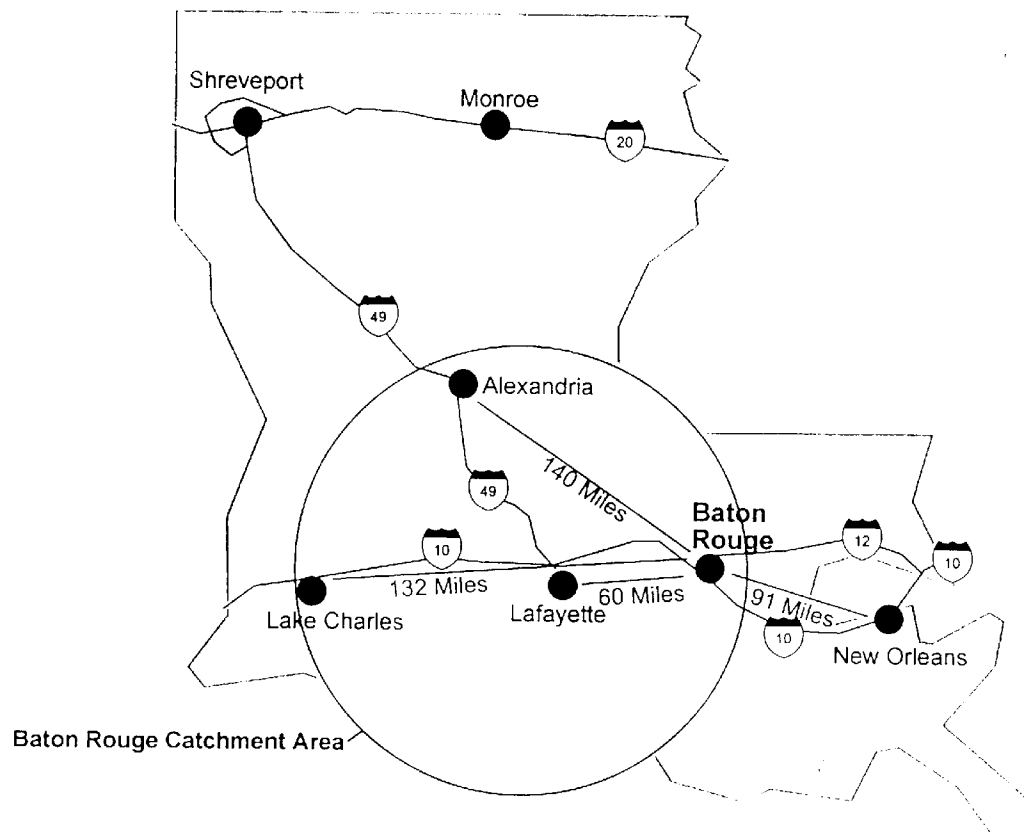 Shreveport
Monroe
20
49
Alexandria
140 Miles
49
Baton
Rouge
12
10
10
132 Miles
60 Miles
91 Miles
Lake Charles
Lafayette
10
New Orleans
Baton Rouge Catchment Area